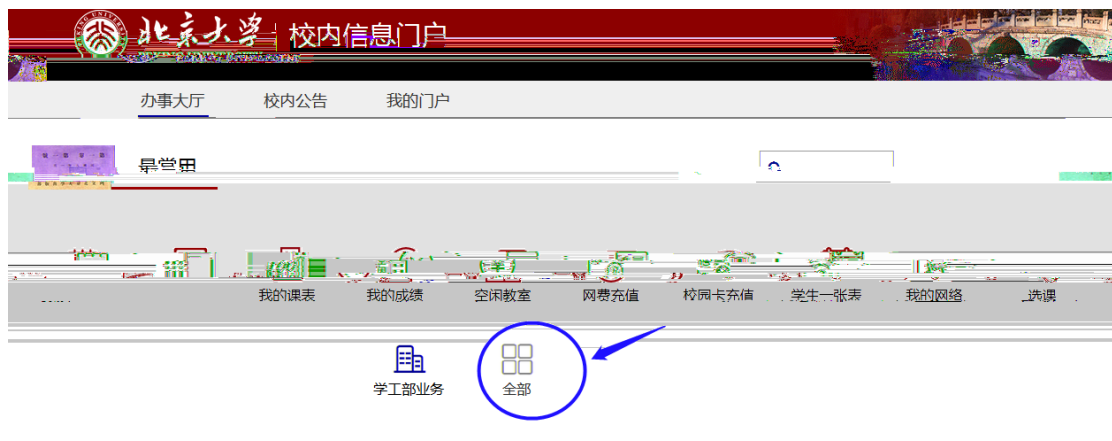 北京大学 校内信息门户
办事大厅 校内公告 我的门户
最常用
我的课表 我的成绩 空闲教室 网费充值 校园卡充值 学生一张表 我的网络 选课
学工部业务 全部